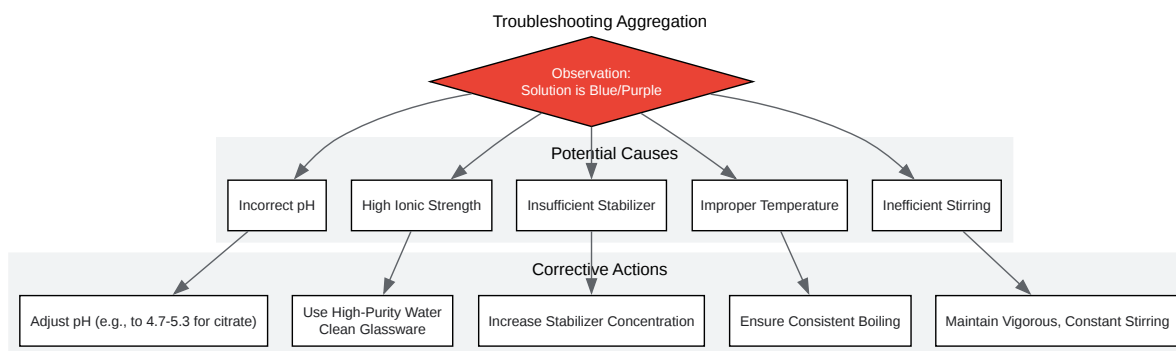 Troubleshooting Aggregation
Observation:
Solution is Blue/Purple
Potential Causes
Incorrect pH
High Ionic Strength
Insufficient Stabilizer
Improper Temperature
Inefficient Stirring
Corrective Actions
Adjust pH (e.g., to 4.7-5.3 for citrate)
Use High-Purity Water
Clean Glassware
Increase Stabilizer Concentration
Ensure Consistent Boiling
Maintain Vigorous, Constant Stirring